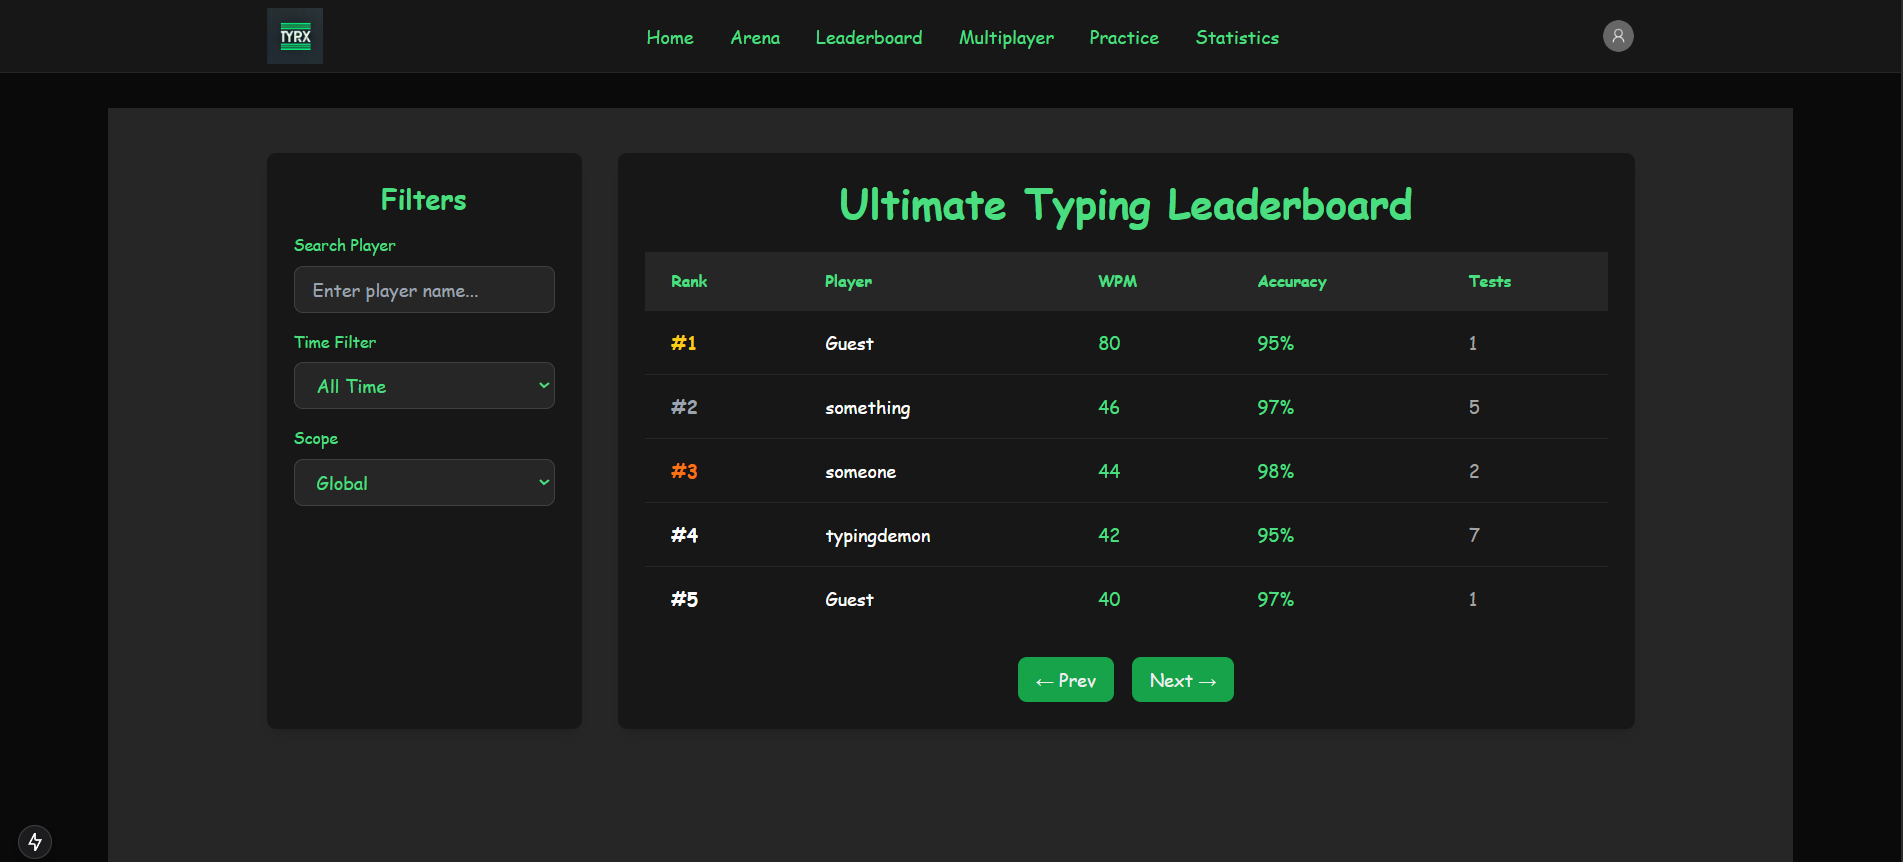 TYRX
Home Arena Leaderboard Multiplayer Practice Statistics
Filters
Search Player
Enter player name...
Time Filter
All Time
Scope
Global
Ultimate Typing Leaderboard
Rank Player WPM Accuracy Tests
#1 Guest 80 95% 1
#2 something 46 97% 5
#3 someone 44 98% 2
#4 typingdemon 42 95% 7
#5 Guest 40 97% 1
← Prev Next →